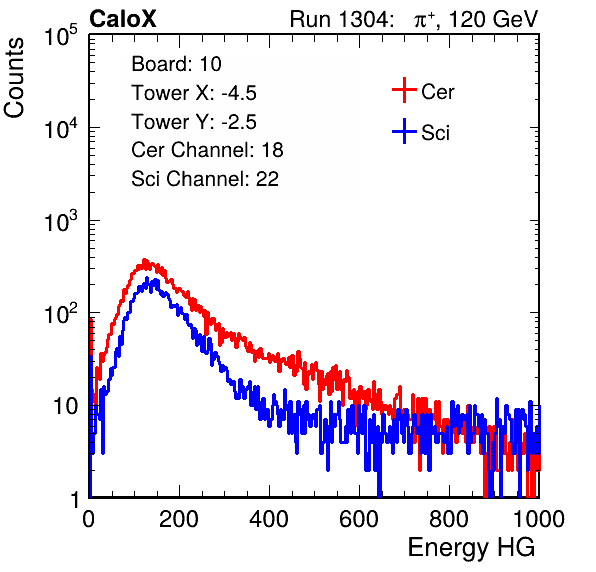 CaloX Run 1304: π⁺, 120 GeV
Counts
10⁵
10⁴
10³
10²
10
1
Board: 10
Tower X: -4.5
Tower Y: -2.5
Cer Channel: 18
Sci Channel: 22
Cer
Sci
0 200 400 600 800 1000
Energy HG